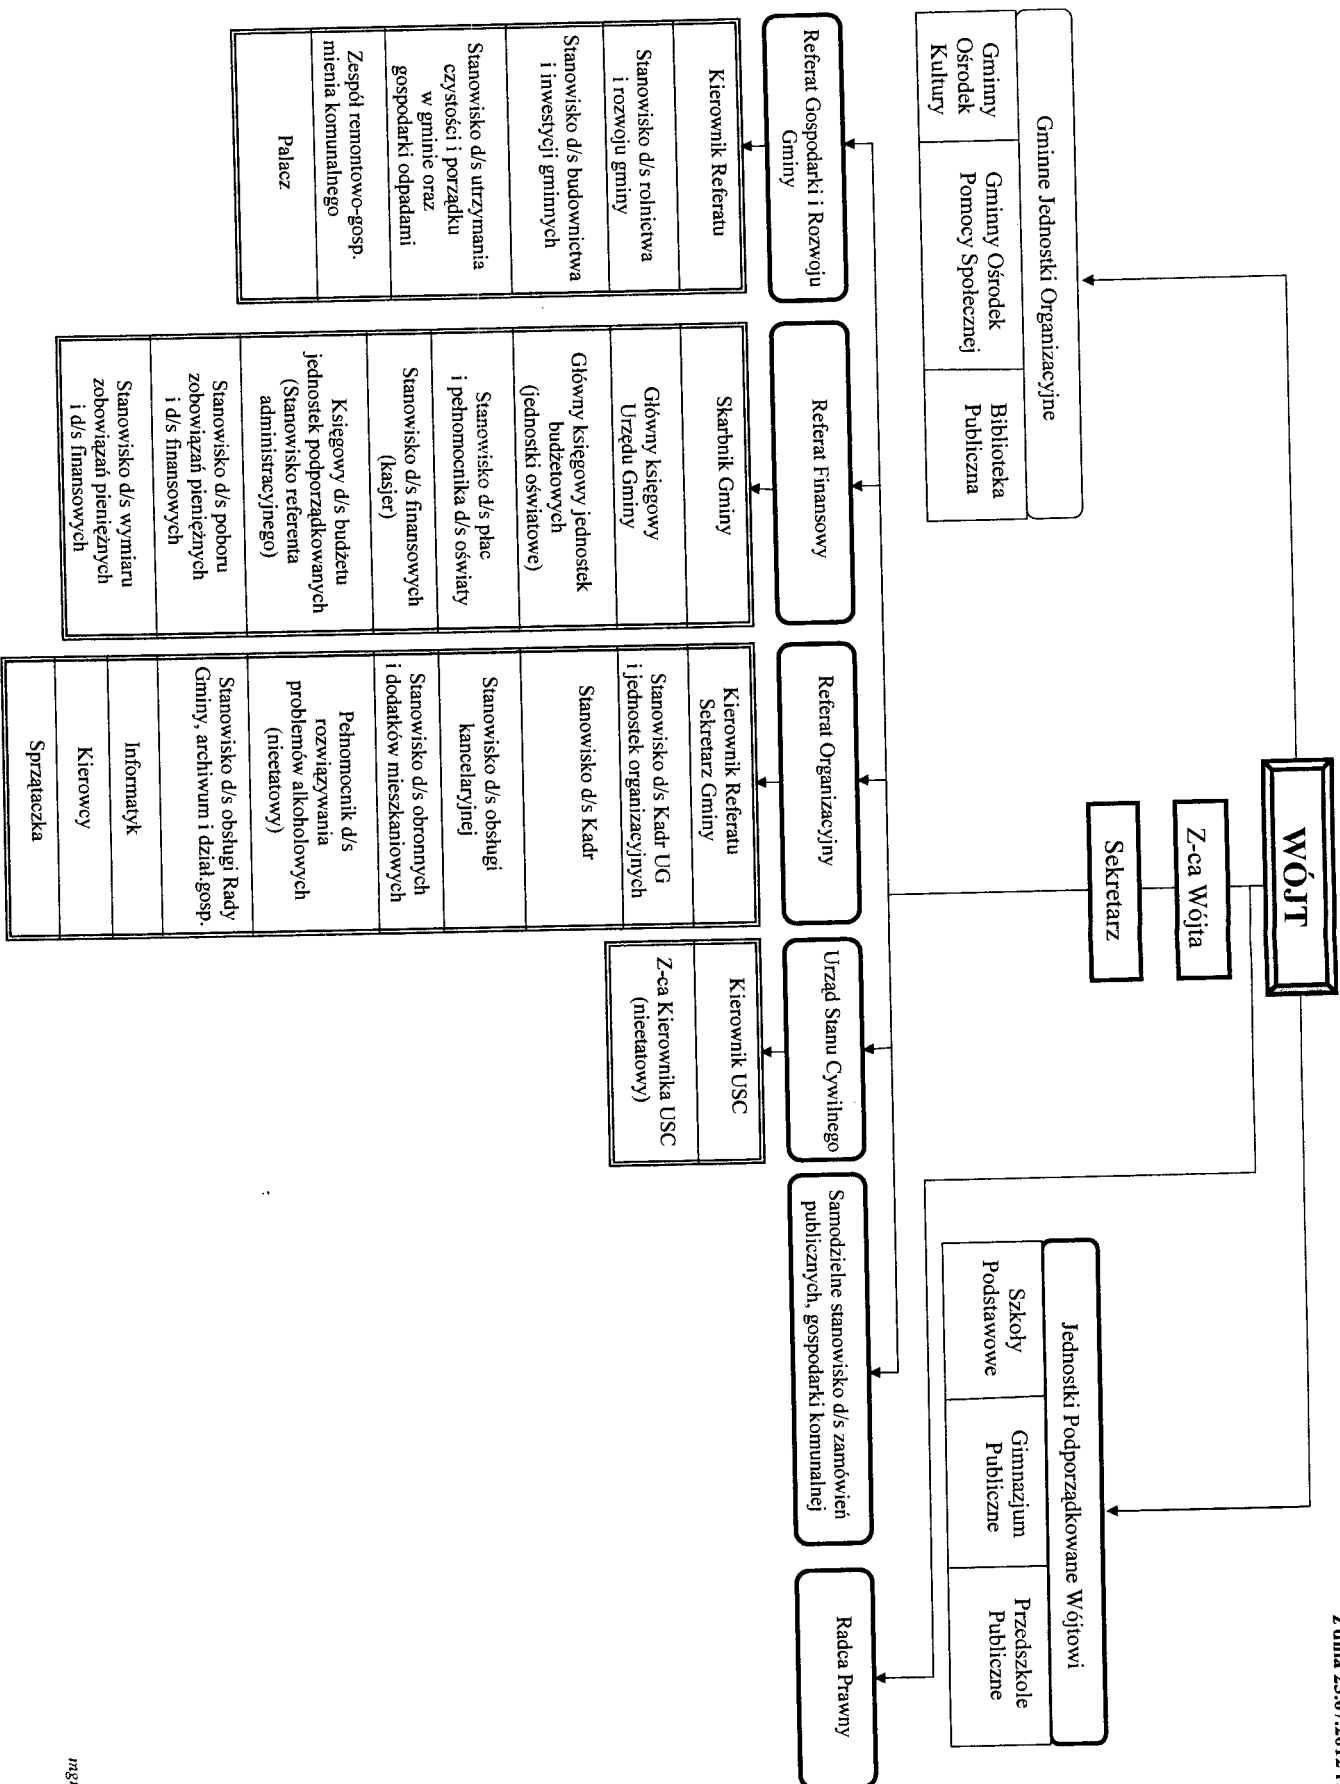 z dnia 23.07.2012 r.
WÓJT
Z-ca Wójta
Sekretarz
Gminne Jednostki Organizacyjne
Gminny
Ośrodek
Kultury
Gminny Ośrodek
Pomocy Społecznej
Biblioteka
Publiczna
Jednostki Podporządkowane Wójtowi
Szkoły
Podstawowe
Gimnazjum
Publiczne
Przedszkole
Publiczne
Referat Gospodarki i Rozwoju
Gminy
Kierownik Referatu
Stanowisko d/s rolnictwa
i rozwoju gminy
Stanowisko d/s budownictwa
i inwestycji gminnych
Stanowisko d/s utrzymania
czystości i porządku
w gminie oraz
gospodarki odpadami
Zespół remontowo-gosp.
mienia komunalnego
Palacz
Referat Finansowy
Skarbnik Gminy
Główny księgowy
Urzędu Gminy
Główny księgowy jednostek
budżetowych
(jednostki oświatowe)
Stanowisko d/s płac
i pełnomocnika d/s oświaty
Stanowisko d/s finansowych
(kasjer)
Księgowy d/s budżetu
jednostek podporządkowanych
(Stanowisko referenta
administracyjnego)
Stanowisko d/s poboru
zobowiązań pieniężnych
i d/s finansowych
Stanowisko d/s wymiaru
zobowiązań pieniężnych
i d/s finansowych
Referat Organizacyjny
Kierownik Referatu
Sekretarz Gminy
Stanowisko d/s Kadr UG
i jednostek organizacyjnych
Stanowisko d/s Kadr
Stanowisko d/s obsługi
kancelaryjnej
Stanowisko d/s obronnych
i dodatków mieszkaniowych
Pełnomocnik d/s
rozwiązywania
problemów alkoholowych
(nieetatowy)
Stanowisko d/s obsługi Rady
Gminy, archiwum i dział.gosp.
Informatyk
Kierowcy
Sprzątaczka
Urząd Stanu Cywilnego
Kierownik USC
Z-ca Kierownika USC
(nieetatowy)
Samodzielne stanowisko d/s zamówień
publicznych, gospodarki komunalnej
Radca Prawny